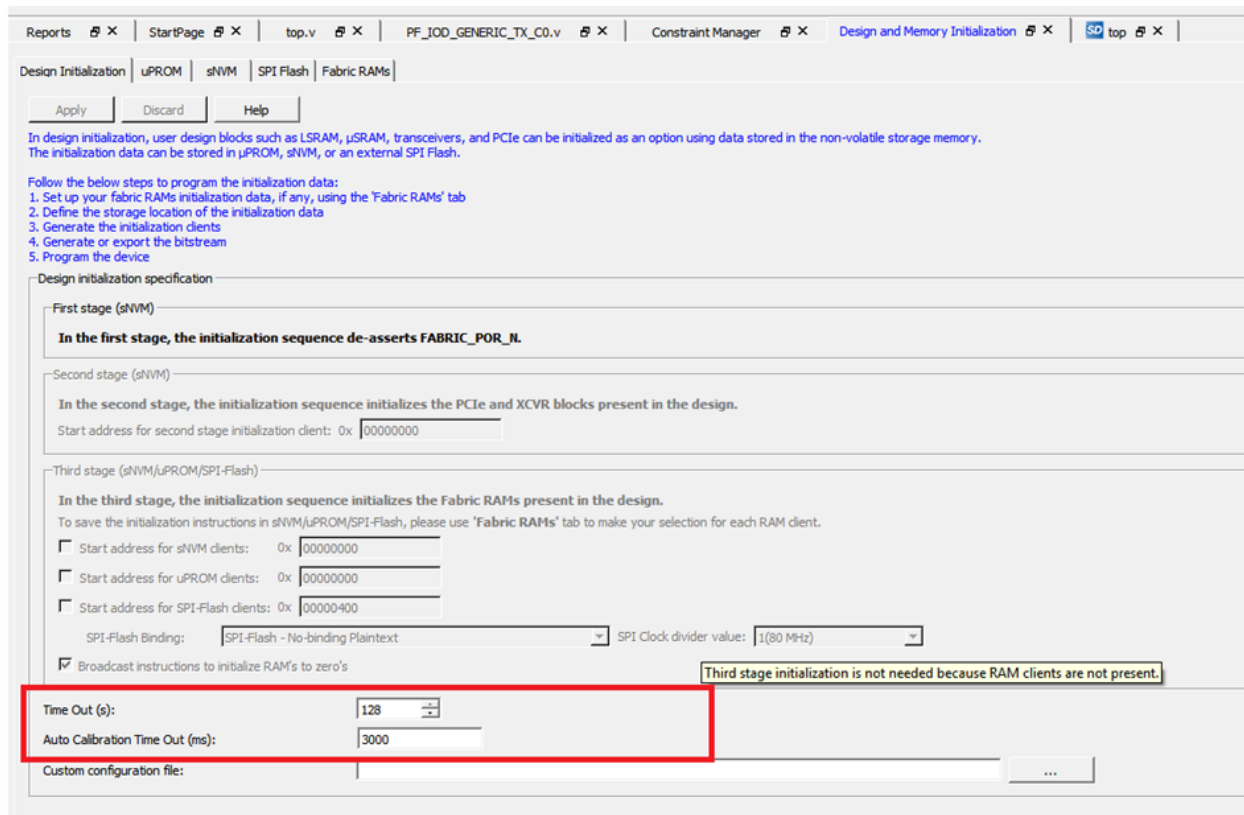 Reports StartPage top.v PF_IOD_GENERIC_TX_C0.v Constraint Manager Design and Memory Initialization SD top
Design Initialization uPROM sNVM SPI Flash Fabric RAMs
Apply Discard Help
In design initialization, user design blocks such as LSRAM, µSRAM, transceivers, and PCIe can be initialized as an option using data stored in the non-volatile storage memory.
The initialization data can be stored in µPROM, sNVM, or an external SPI Flash.
Follow the below steps to program the initialization data:
1. Set up your fabric RAMs initialization data, if any, using the 'Fabric RAMs' tab
2. Define the storage location of the initialization data
3. Generate the initialization clients
4. Generate or export the bitstream
5. Program the device
Design initialization specification
First stage (sNVM)
In the first stage, the initialization sequence de-asserts FABRIC_POR_N.
Second stage (sNVM)
In the second stage, the initialization sequence initializes the PCIe and XCVR blocks present in the design.
Start address for second stage initialization client: 0x 00000000
Third stage (sNVM/uPROM/SPI-Flash)
In the third stage, the initialization sequence initializes the Fabric RAMs present in the design.
To save the initialization instructions in sNVM/uPROM/SPI-Flash, please use 'Fabric RAMs' tab to make your selection for each RAM client.
Start address for sNVM clients: 0x 00000000
Start address for uPROM clients: 0x 00000000
Start address for SPI-Flash clients: 0x 00000400
SPI-Flash Binding: SPI-Flash - No-binding Plaintext SPI Clock divider value: 1(80 MHz)
Broadcast instructions to initialize RAM's to zero's
Third stage initialization is not needed because RAM clients are not present.
Time Out (s): 128
Auto Calibration Time Out (ms): 3000
Custom configuration file: ...